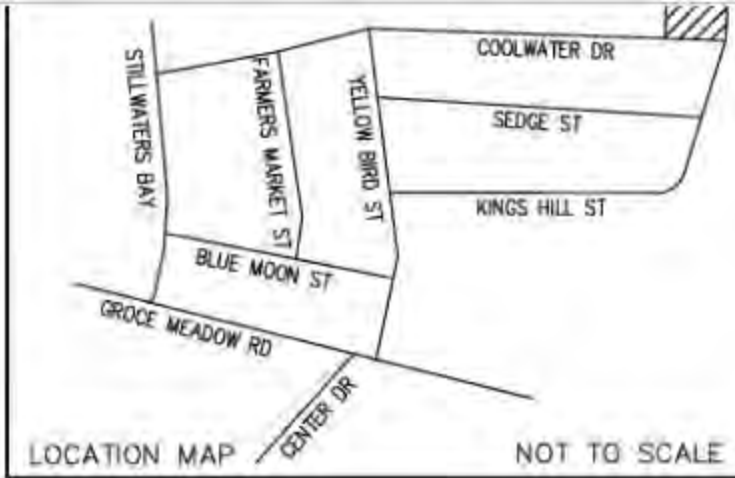 COOLWATER DR
STILLWATERS BAY
FARMERS MARKET ST
YELLOW BIRD ST
SEDGE ST
KINGS HILL ST
BLUE MOON ST
GROCE MEADOW RD
CENTER DR
LOCATION MAP
NOT TO SCALE